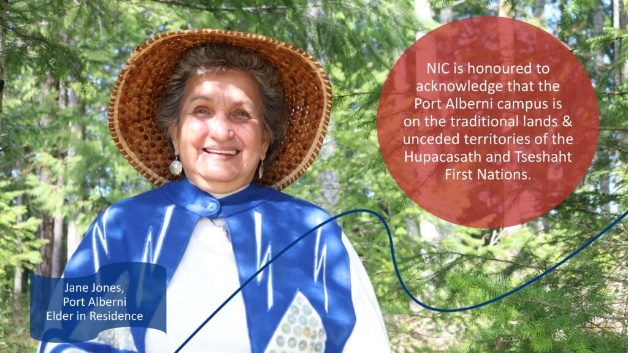 NIC is honoured to
acknowledge that the
Port Alberni campus is
on the traditional lands &
unceded territories of the
Hupacasath and Tseshaht
First Nations.
Jane Jones,
Port Alberni
Elder in Residence